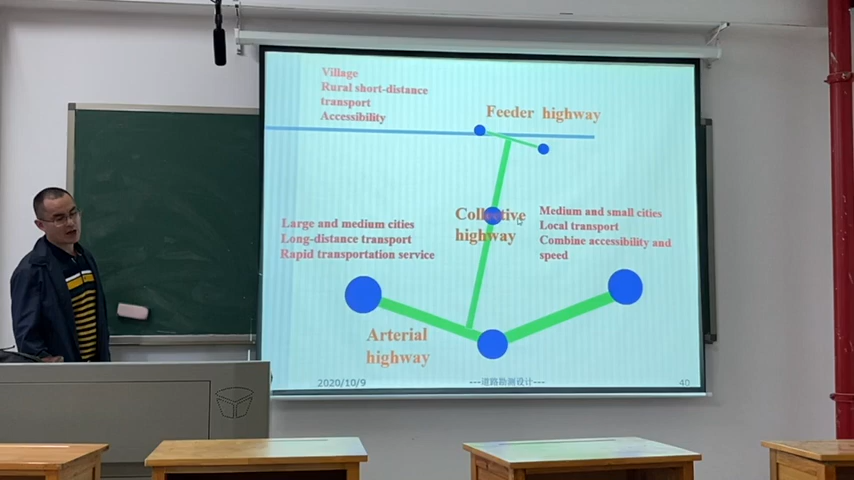 Village
Rural short-distance
transport
Accessibility
Feeder highway
Large and medium cities
Long-distance transport
Rapid transportation service
Collective
highway
Medium and small cities
Local transport
Combine accessibility and
speed
Arterial
highway
2020/10/9
---道路勘测设计---
40